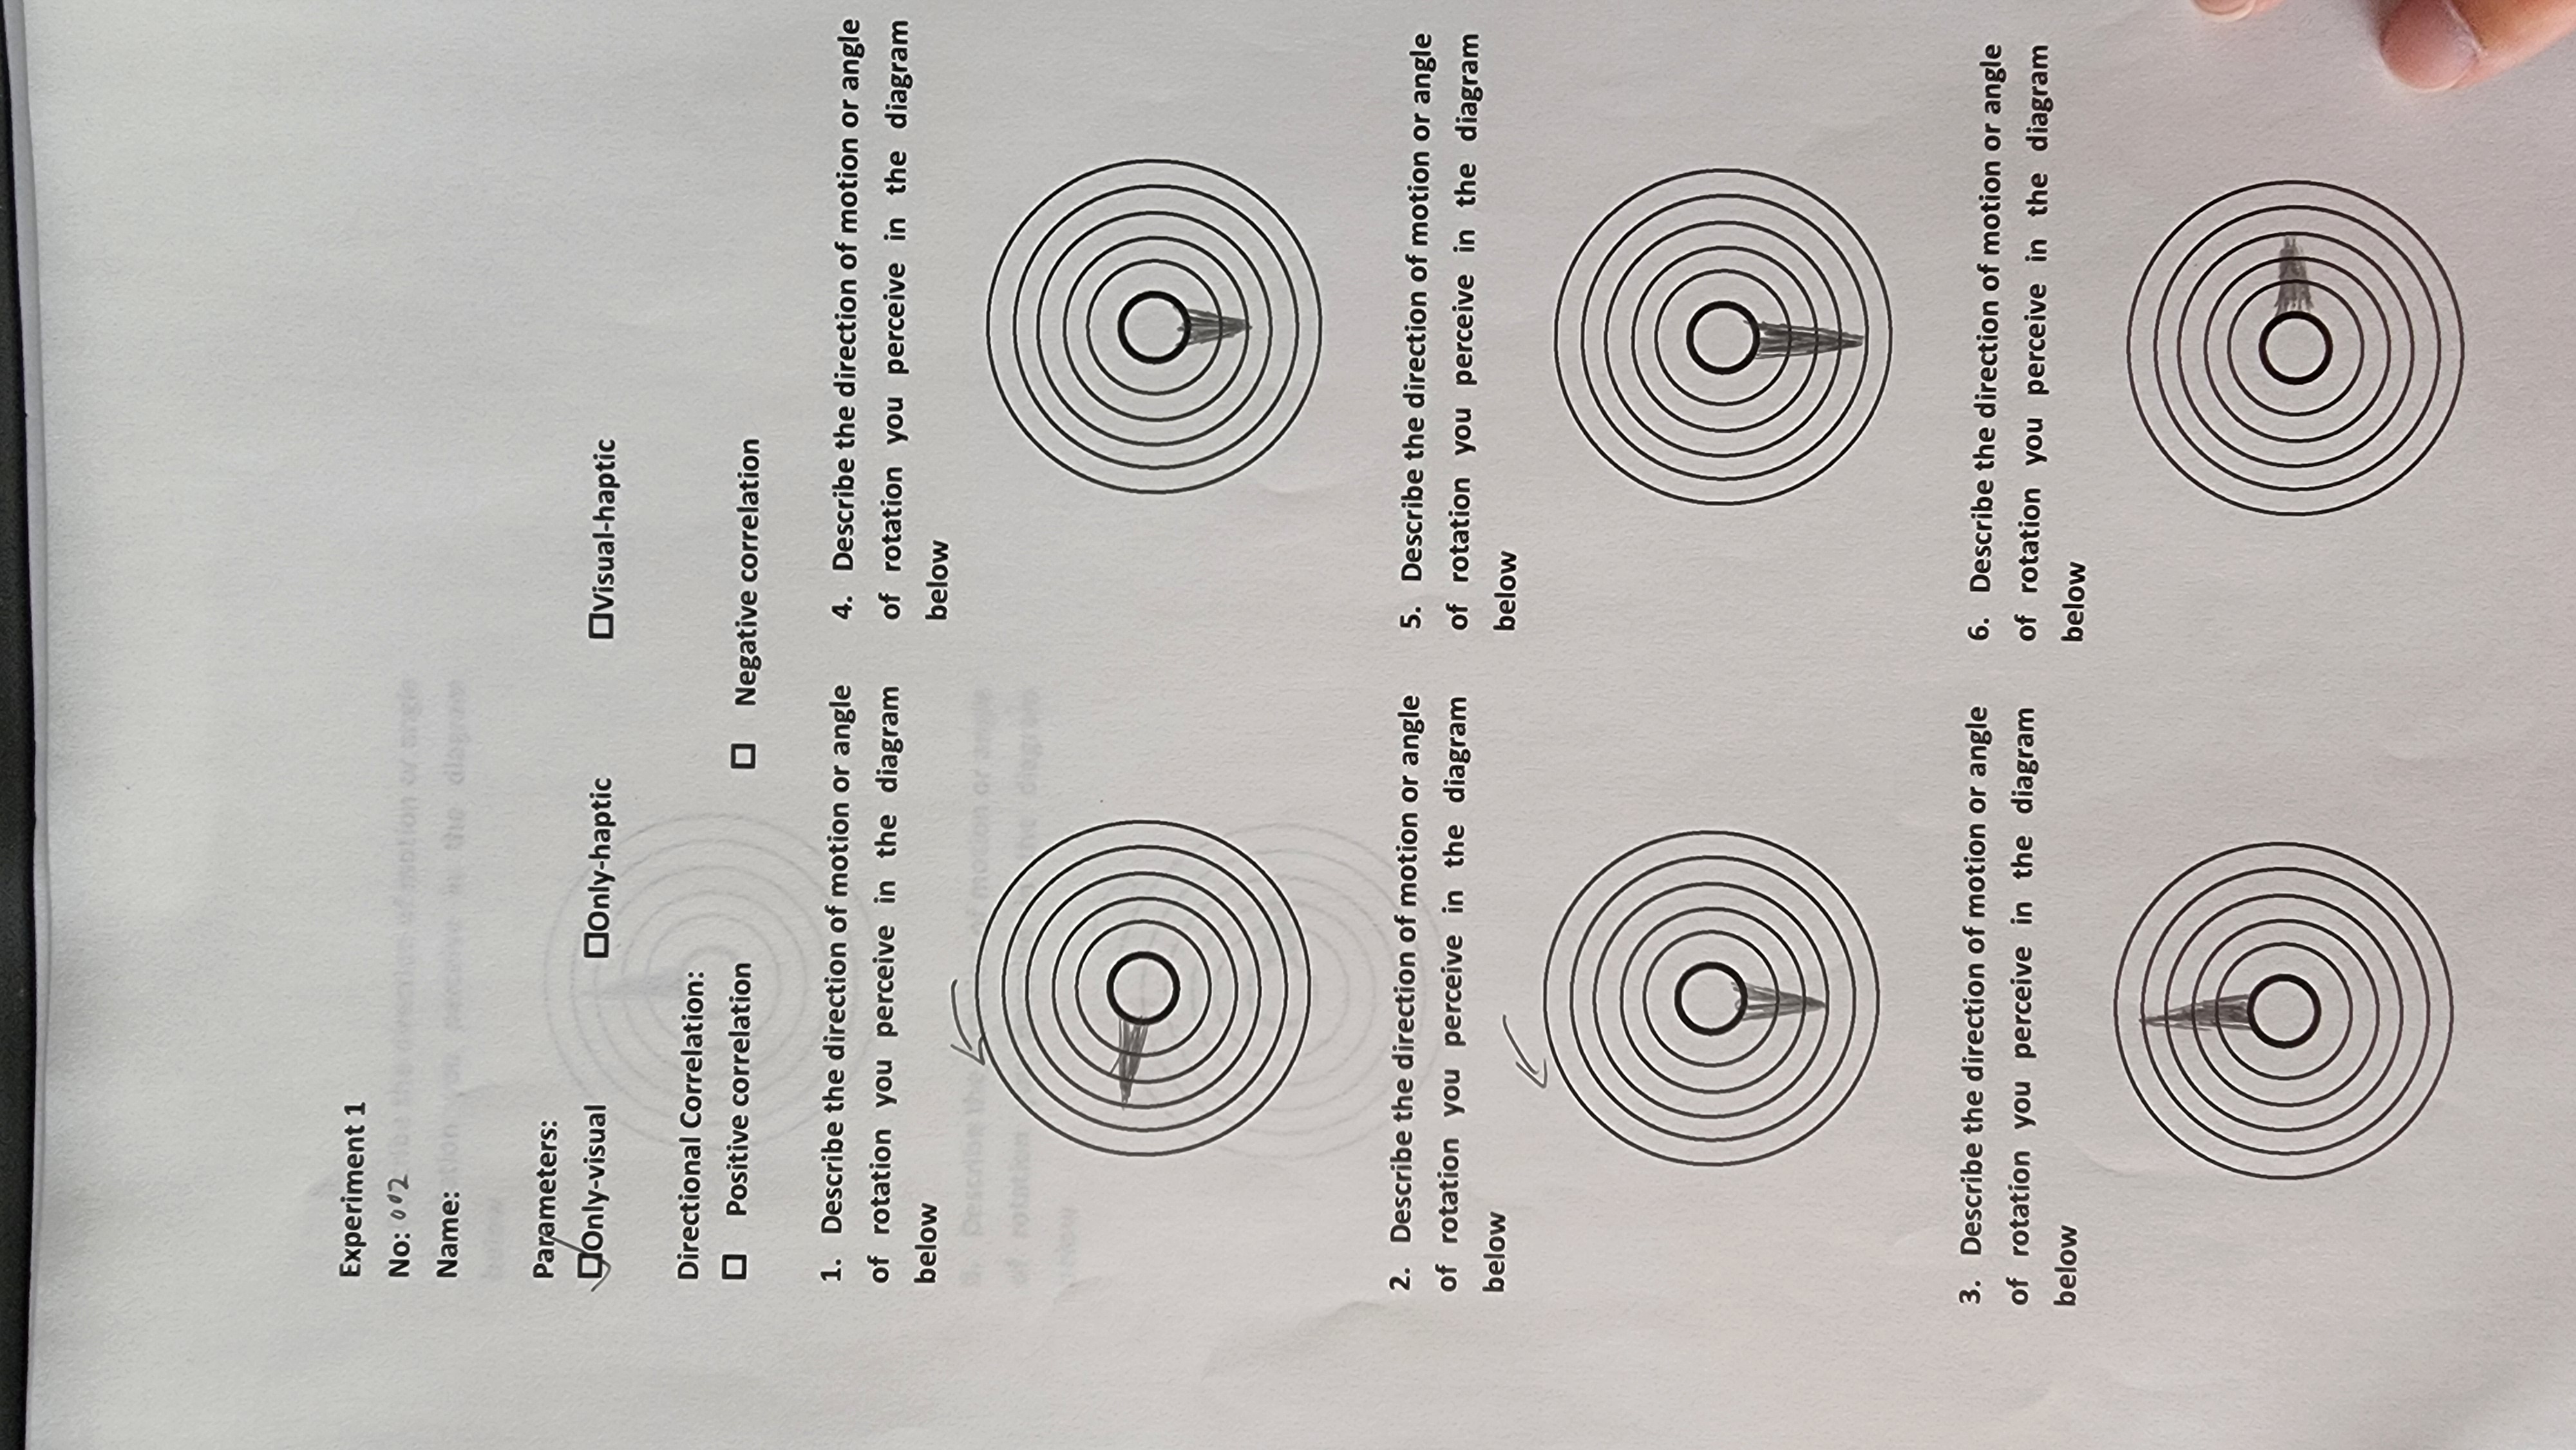 Experiment 1
No: 002
Name:
Parameters:
☐Only-visual ☐Only-haptic ☐Visual-haptic
Directional Correlation:
☐ Positive correlation ☐ Negative correlation
1. Describe the direction of motion or angle
of rotation you perceive in the diagram
below
2. Describe the direction of motion or angle
of rotation you perceive in the diagram
below
3. Describe the direction of motion or angle
of rotation you perceive in the diagram
below
4. Describe the direction of motion or angle
of rotation you perceive in the diagram
below
5. Describe the direction of motion or angle
of rotation you perceive in the diagram
below
6. Describe the direction of motion or angle
of rotation you perceive in the diagram
below